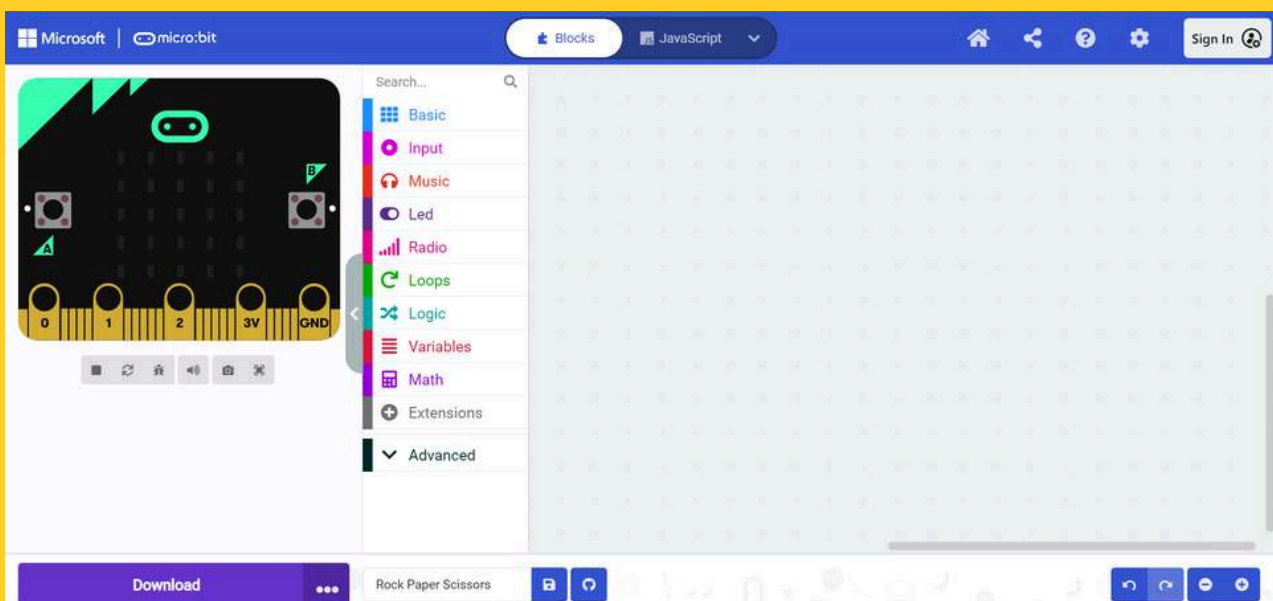 Microsoft | micro:bit
Blocks
JavaScript
Sign In
Search...
Basic
Input
Music
Led
Radio
Loops
Logic
Variables
Math
Extensions
Advanced
B
A
0 1 2 3V GND
Download
Rock Paper Scissors